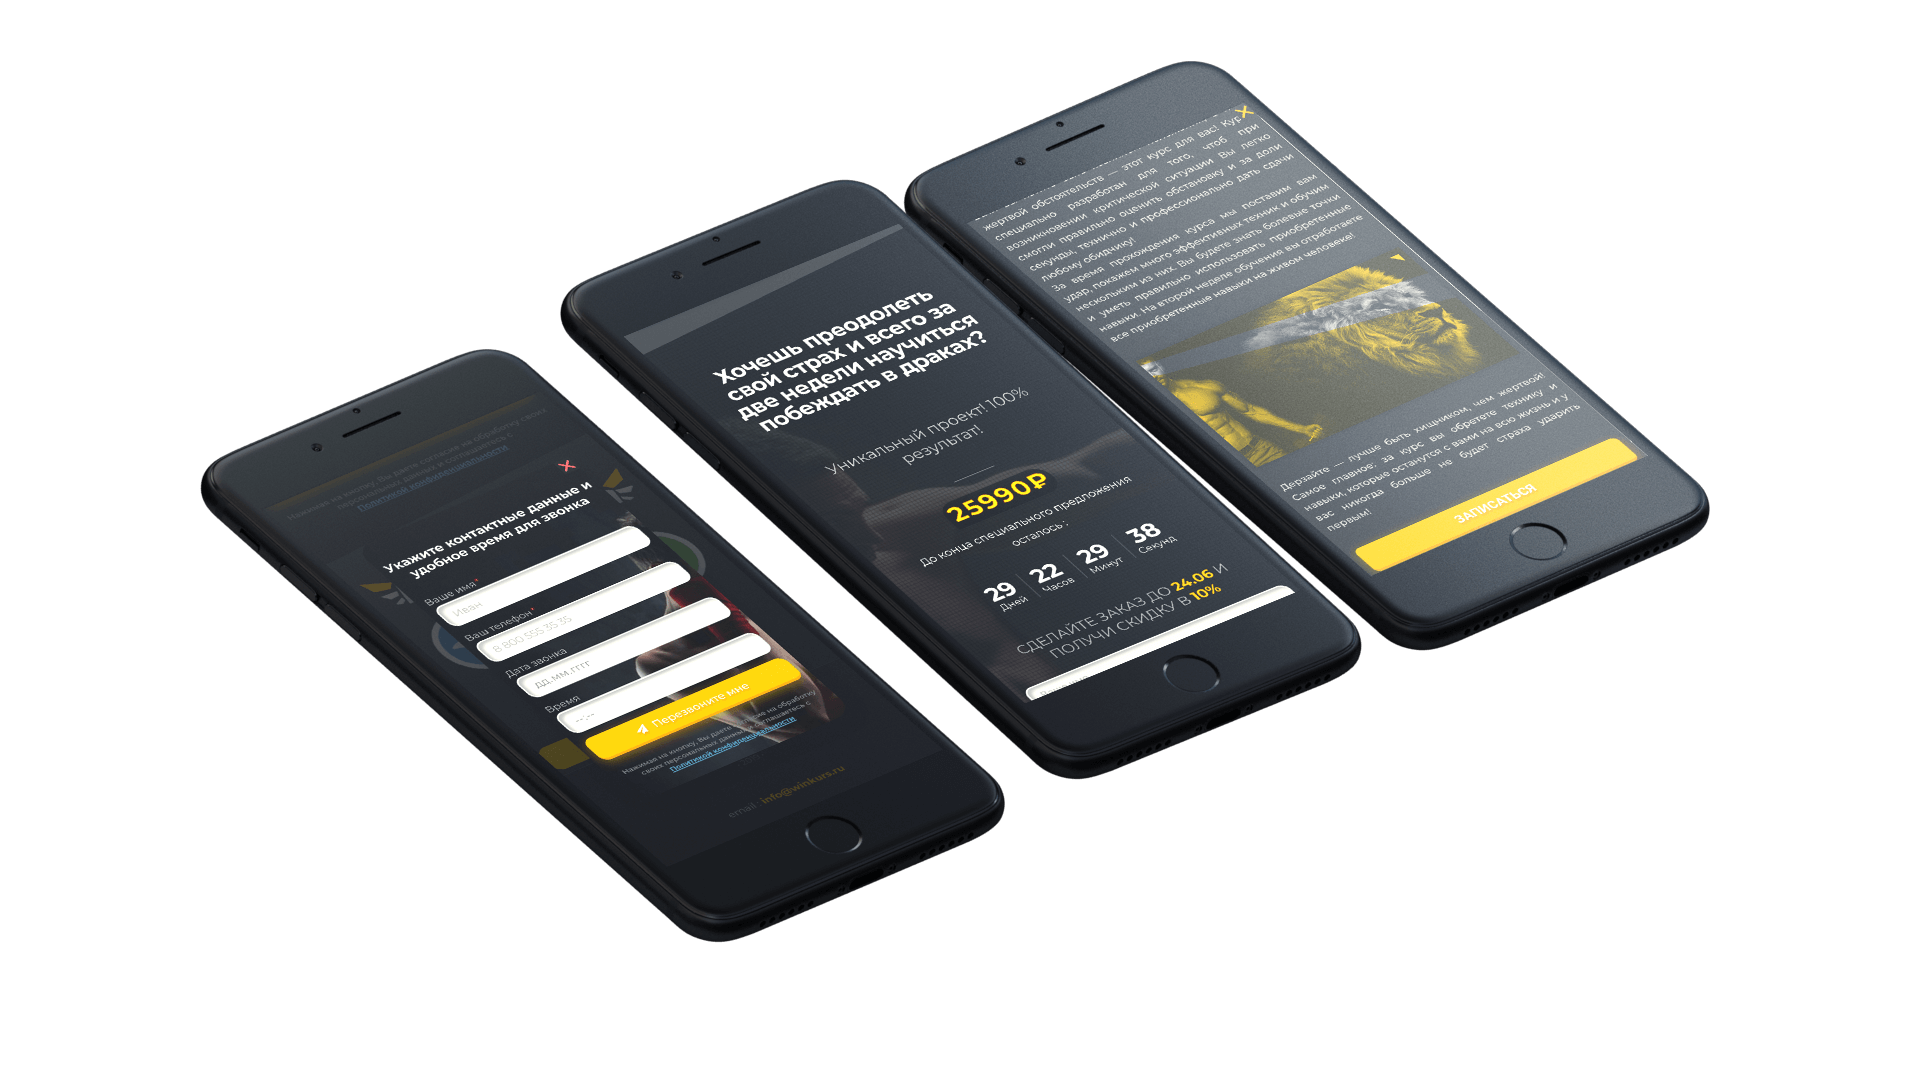 Нажимая на кнопку, Вы даете согласие на обработку своих
персональных данных и соглашаетесь с
Политикой конфиденциальности
Укажите контактные данные и
удобное время для звонка
Ваше имя*
Иван
Ваш телефон*
8 800 555 35 35
Дата звонка
дд.мм.гггг
Время
--:--
Перезвоните мне
Нажимая на кнопку, Вы даете согласие на обработку
своих персональных данных и соглашаетесь с
Политикой конфиденциальности
email : info@winkurs.ru
Хочешь преодолеть
свой страх и всего за
две недели научиться
побеждать в драках?
Уникальный проект! 100%
результат!
25990₽
До конца специального предложения
осталось :
29 22 29 38
Дней Часов Минут Секунд
СДЕЛАЙТЕ ЗАКАЗ ДО 24.06 И
ПОЛУЧИ СКИДКУ В 10%
жертвой обстоятельств — этот курс для вас! Курс
специально разработан для того, чтоб при
возникновении критической ситуации Вы легко
смогли правильно оценить обстановку и за доли
секунды, технично и профессионально дать сдачи
любому обидчику!
За время прохождения курса мы поставим вам
удар, покажем много эффективных техник и обучим
нескольким из них. Вы будете знать болевые точки
и уметь правильно использовать приобретенные
навыки. На второй неделе обучения вы отработаете
все приобретенные навыки на живом человеке!
Дерзайте — лучше быть хищником, чем жертвой!
Самое главное: за курс вы обретете технику и
навыки, которые останутся с вами на всю жизнь и у
вас никогда больше не будет страха ударить
первым!
ЗАПИСАТЬСЯ